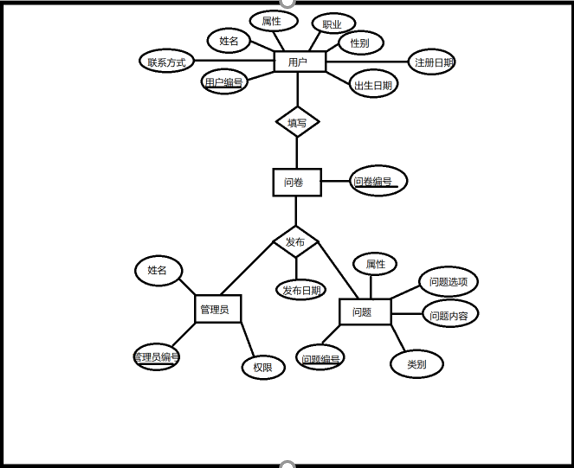 属性
职业
姓名
性别
联系方式
用户
注册日期
用户编号
出生日期
填写
问卷
问卷编号
发布
姓名
属性
问题选项
发布日期
管理员
问题
问题内容
管理员编号
问题编号
权限
类别